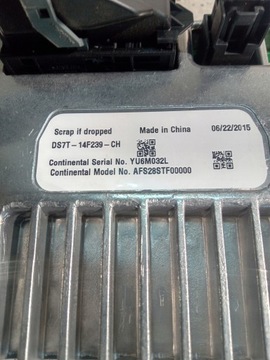 Scrap if dropped Made in China 06/22/2015
DS7T-14F239-CH
Continental Serial No. YU6M032L
Continental Model No. AFS28STF00000